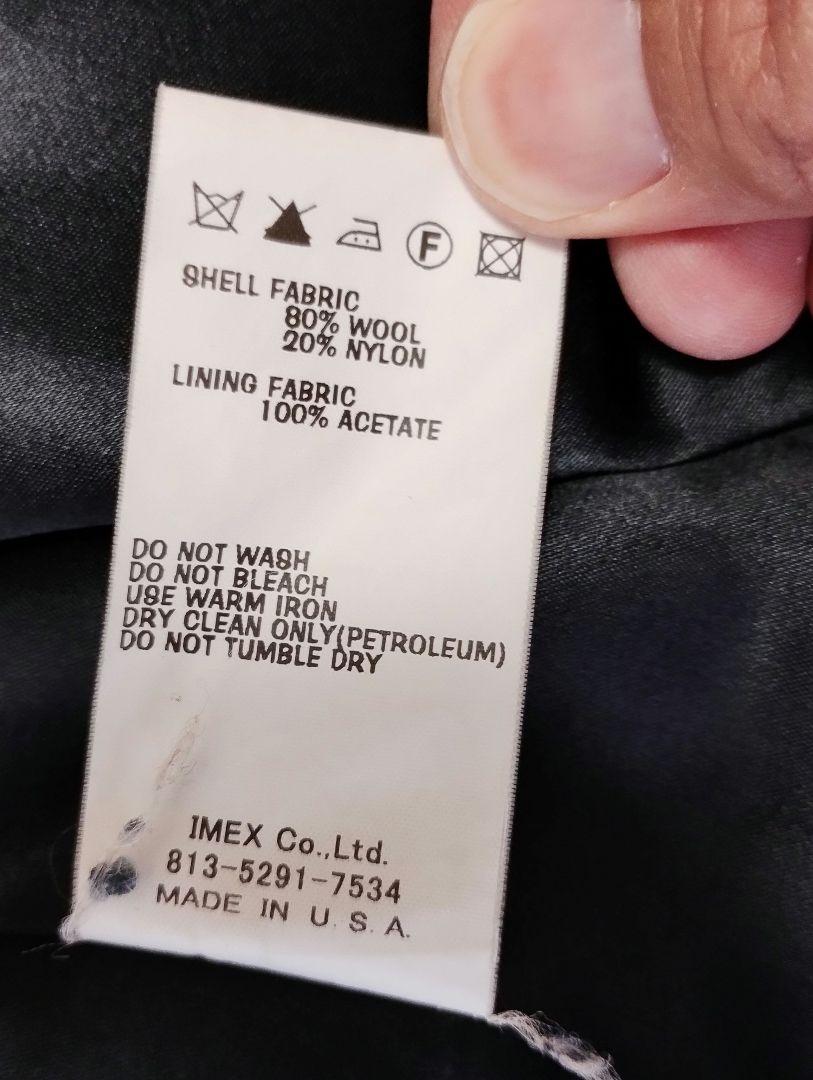 F
SHELL FABRIC
80% WOOL
20% NYLON
LINING FABRIC
100% ACETATE
DO NOT WASH
DO NOT BLEACH
USE WARM IRON
DRY CLEAN ONLY(PETROLEUM)
DO NOT TUMBLE DRY
IMEX Co.,Ltd.
813-5291-7534
MADE IN U.S.A.